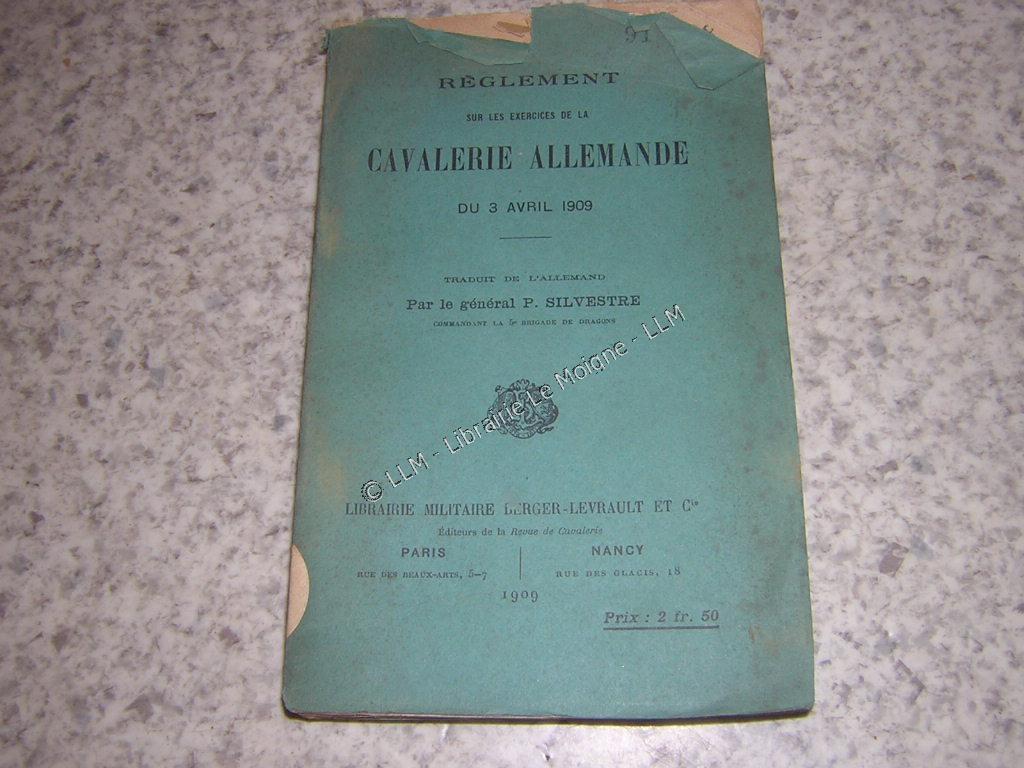 91
RÈGLEMENT
SUR LES EXERCICES DE LA
CAVALERIE ALLEMANDE
DU 3 AVRIL 1909
TRADUIT DE L'ALLEMAND
Par le général P. SILVESTRE
COMMANDANT LA 5e BRIGADE DE DRAGONS
© LLM - Librairie Le Moigne - LLM
LIBRAIRIE MILITAIRE BERGER-LEVRAULT ET Cie
Éditeurs de la Revue de Cavalerie
PARIS
RUE DES BEAUX-ARTS, 5-7
NANCY
RUE DES GLACIS, 18
1909
Prix : 2 fr. 50